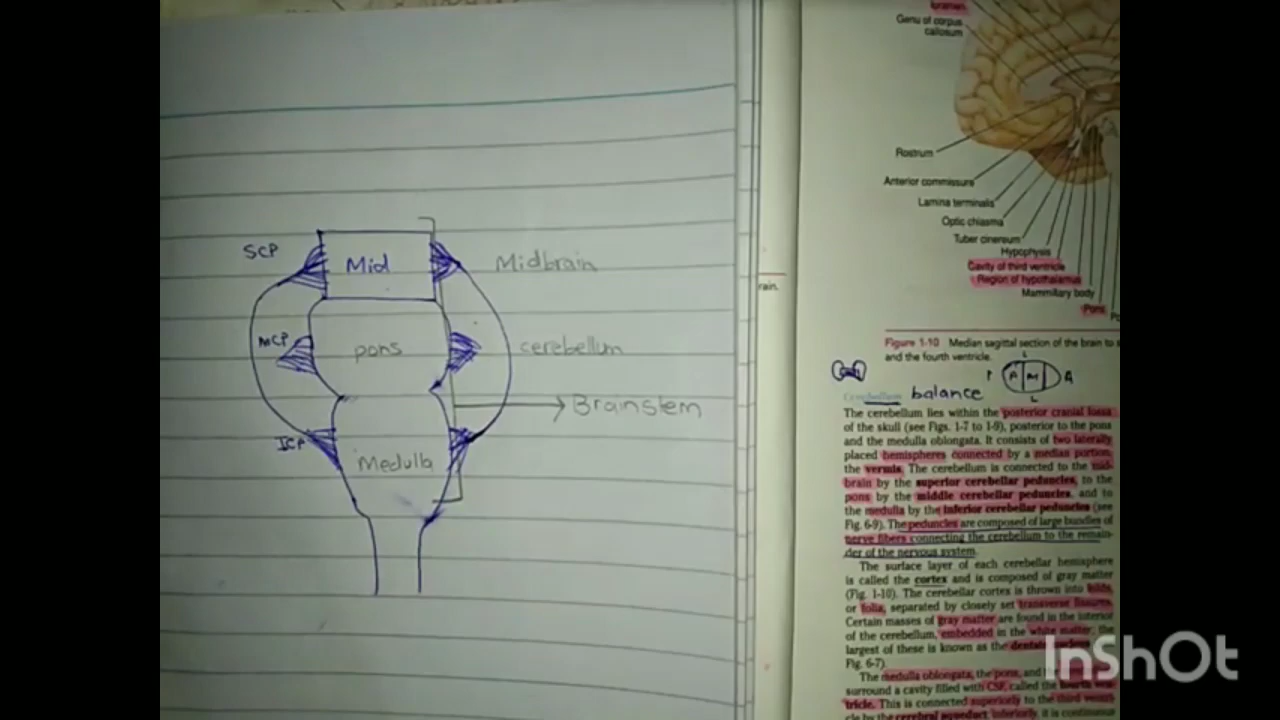 SCP
Mid
Midbrain
MCP
pons
cerebellum
Brainstem
ICP
Medulla
rain.
Genu of corpus
callosum
Rostrum
Anterior commissure
Lamina terminalis
Optic chiasma
Tuber cinereum
Hypophysis
Cavity of third ventricle
Region of hypothalamus
Mammillary body
Pons
Figure 1-10 Median sagittal section of the brain to s
and the fourth ventricle.
Cerebellum balance
The cerebellum lies within the posterior cranial fossa
of the skull (see Figs. 1-7 to 1-9), posterior to the pons
and the medulla oblongata. It consists of two laterally
placed hemispheres connected by a median portion,
the vermis. The cerebellum is connected to the mid-
brain by the superior cerebellar peduncles, to the
pons by the middle cerebellar peduncles, and to
the medulla by the inferior cerebellar peduncles (see
Fig. 6-9). The peduncles are composed of large bundles of
nerve fibers connecting the cerebellum to the remain-
der of the nervous system.
The surface layer of each cerebellar hemisphere
is called the cortex and is composed of gray matter
(Fig. 1-10). The cerebellar cortex is thrown into folds,
or folia, separated by closely set transverse fissures.
Certain masses of gray matter are found in the interior
of the cerebellum, embedded in the white matter; the
largest of these is known as the
Fig. 6-7).
The medulla oblongata, the pons, and
surround a cavity filled with CSF, called the
tricle. This is connected superiorly to the third
cle by the cerebral aqueduct; inferiorly, it is continuous
InShOt